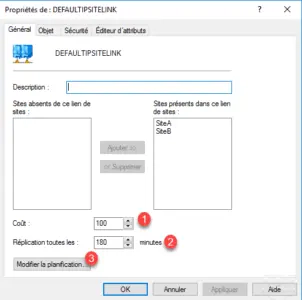 Propriétés de : DEFAULTIPSITELINK
?
×
Général
Objet
Sécurité
Éditeur d'attributs
DEFAULTIPSITELINK
Description :
Sites absents de ce lien de sites :
Sites présents dans ce lien de sites :
SiteA
SiteB
Ajouter >>
<< Supprimer
Coût :
100
1
Réplication toutes les :
180
minutes
2
Modifier la planification...
3
OK
Annuler
Appliquer
Aide